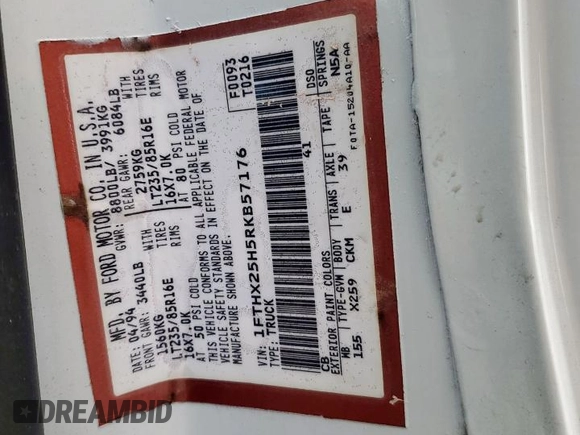 MFD. BY FORD MOTOR CO. IN U.S.A.
DATE: 04/94 GVWR: 8800LB/ 3991KG
FRONT GAWR: 3440LB REAR GAWR: 6084LB
1560KG WITH 2759KG WITH
LT235/85R16E TIRES LT235/85R16E TIRES
16X7.0K RIMS 16X7.0K RIMS
AT 50 PSI COLD AT 80 PSI COLD
THIS VEHICLE CONFORMS TO ALL APPLICABLE FEDERAL MOTOR
VEHICLE SAFETY STANDARDS IN EFFECT ON THE DATE OF
MANUFACTURE SHOWN ABOVE.
F0093
T0216
VIN: 1FTHX25H5RKB57176
TYPE: TRUCK
41
CB
EXTERIOR PAINT COLORS DSO
WB TYPE-GVM BODY TRANS AXLE TAPE SPRINGS
155 X259 CKM E 39 N5A
F0TA-15204A10-AA
DREAMBID